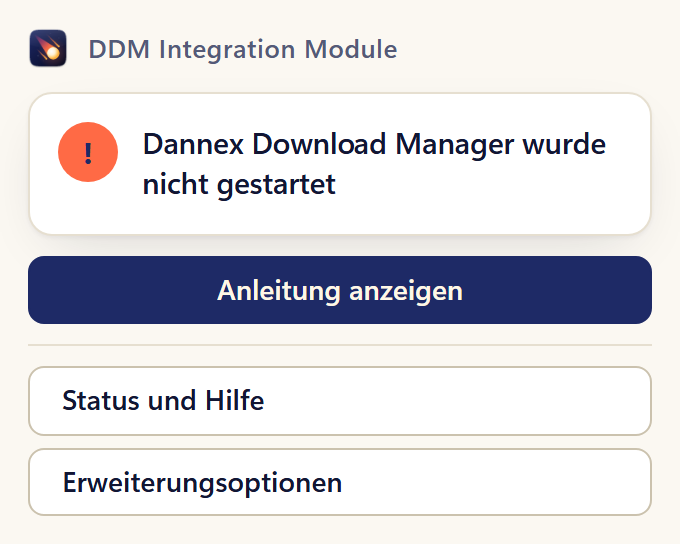 DDM Integration Module
!
Dannex Download Manager wurde
nicht gestartet
Anleitung anzeigen
Status und Hilfe
Erweiterungsoptionen